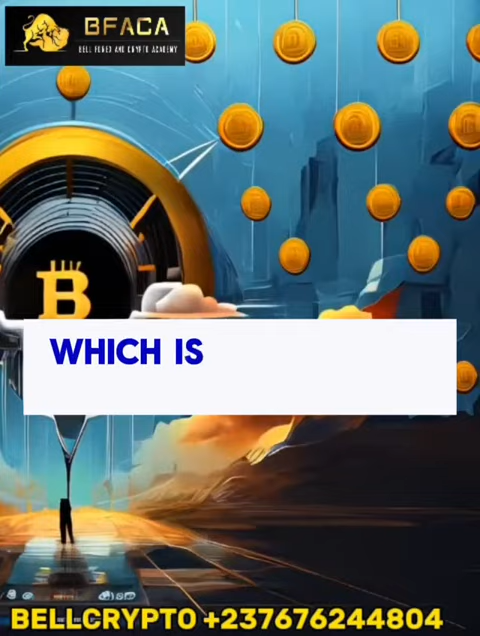 BFACA
BELL FOREX AND CRYPTO ACADEMY
B
WHICH IS
BELLCRYPTO +237676244804